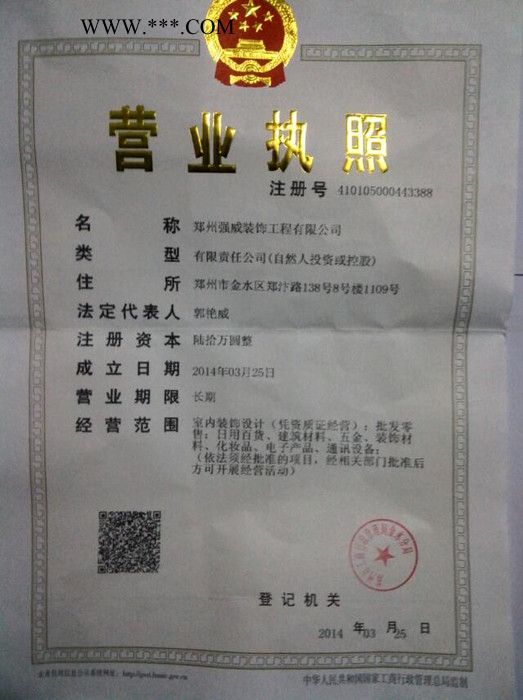 www.***.COM
营业执照
注册号 410105000443388
名称 郑州强威装饰工程有限公司
类型 有限责任公司(自然人投资或控股)
住所 郑州市金水区郑汴路138号8号楼1109号
法定代表人 郭艳威
注册资本 陆拾万圆整
成立日期 2014年03月25日
营业期限 长期
经营范围 室内装饰设计（凭资质证经营）；批发零
售：日用百货、建筑材料、五金、装饰材
料、化妆品、电子产品、通讯设备；
(依法须经批准的项目，经相关部门批准后
方可开展经营活动)
登记机关
2014 年 03 月 25 日
中华人民共和国国家工商行政管理总局监制